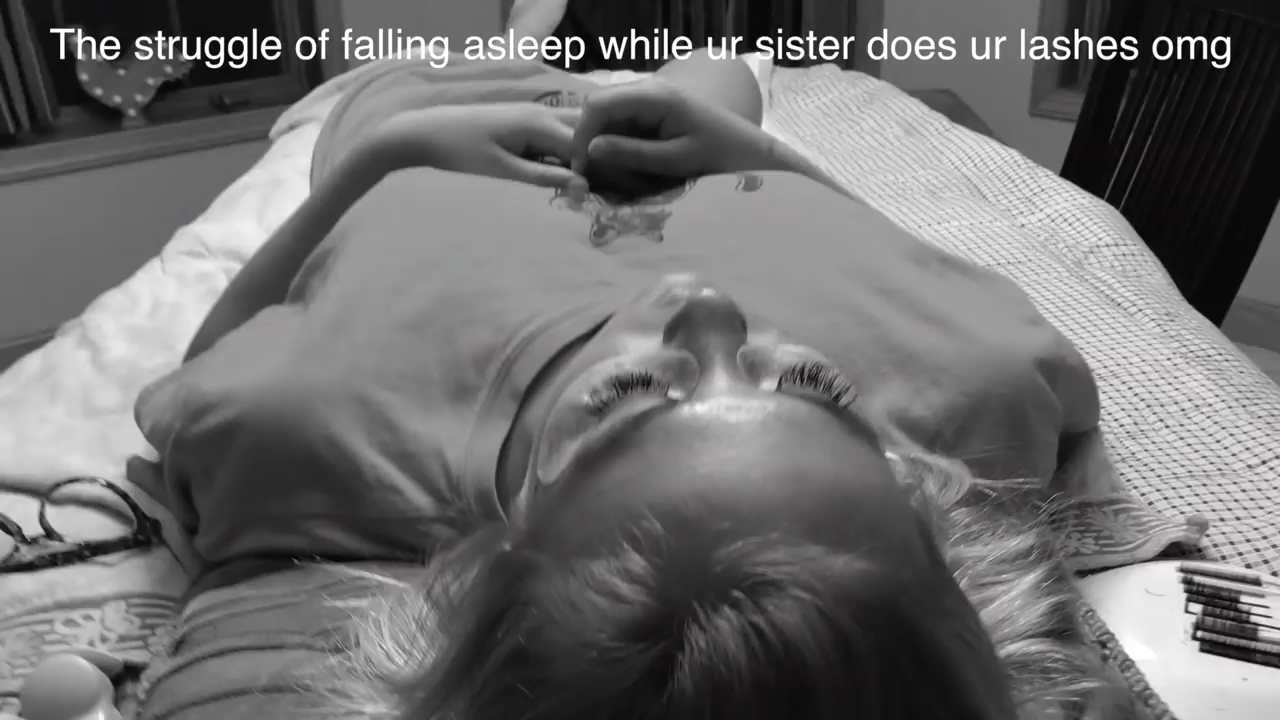 The struggle of falling asleep while ur sister does ur lashes omg